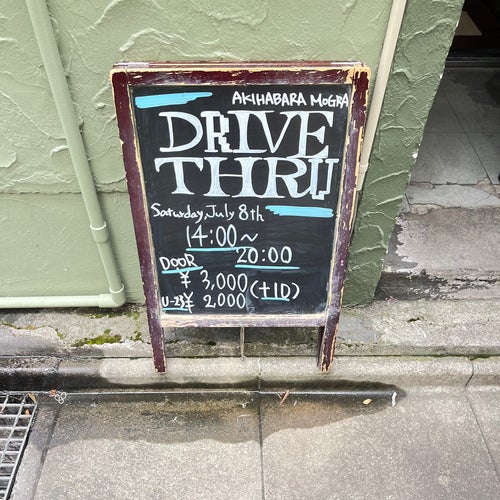 AKIHABARA MOGRA
DRIVE
THRU
Saturday, July 8th
14:00~
20:00
DOOR
¥ 3,000 (+1D)
U-23 ¥ 2,000